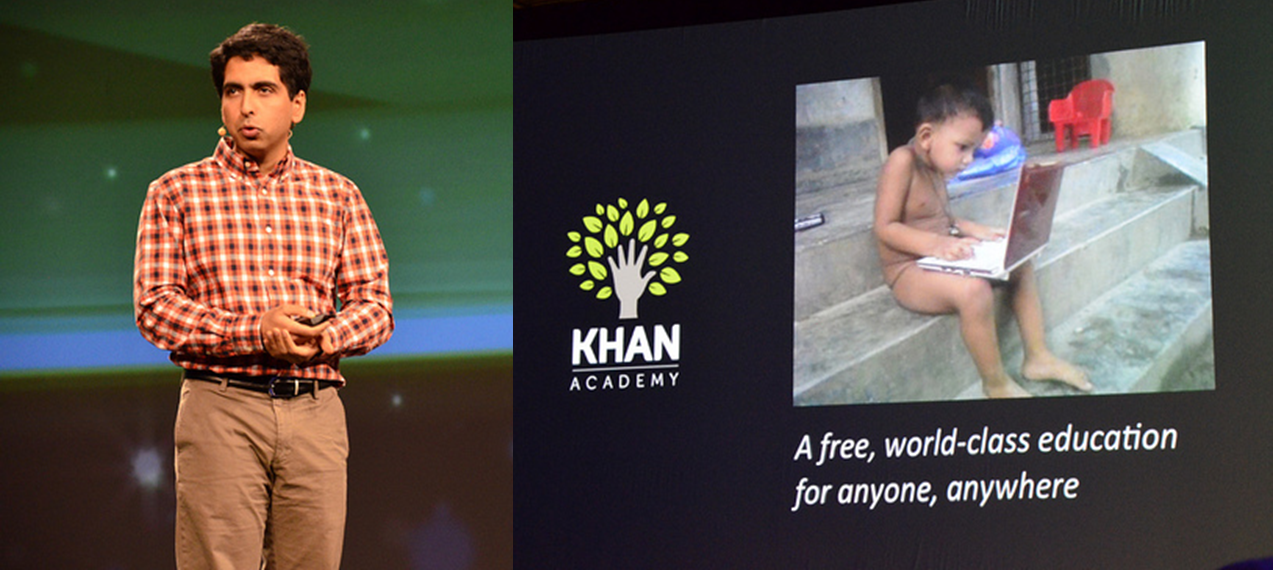 KHAN
ACADEMY
A free, world-class education
for anyone, anywhere